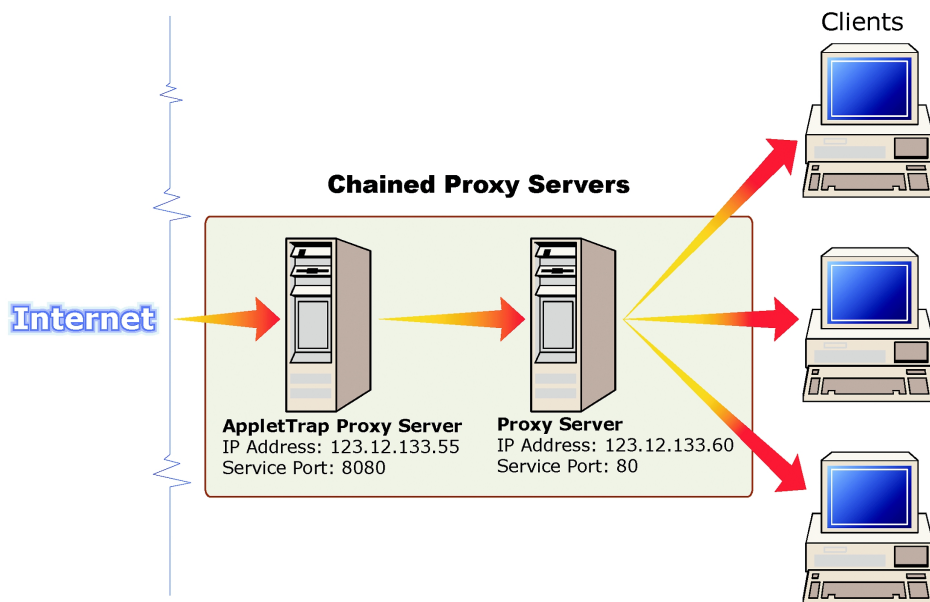 Clients
Chained Proxy Servers
Internet
AppletTrap Proxy Server
IP Address: 123.12.133.55
Service Port: 8080
Proxy Server
IP Address: 123.12.133.60
Service Port: 80